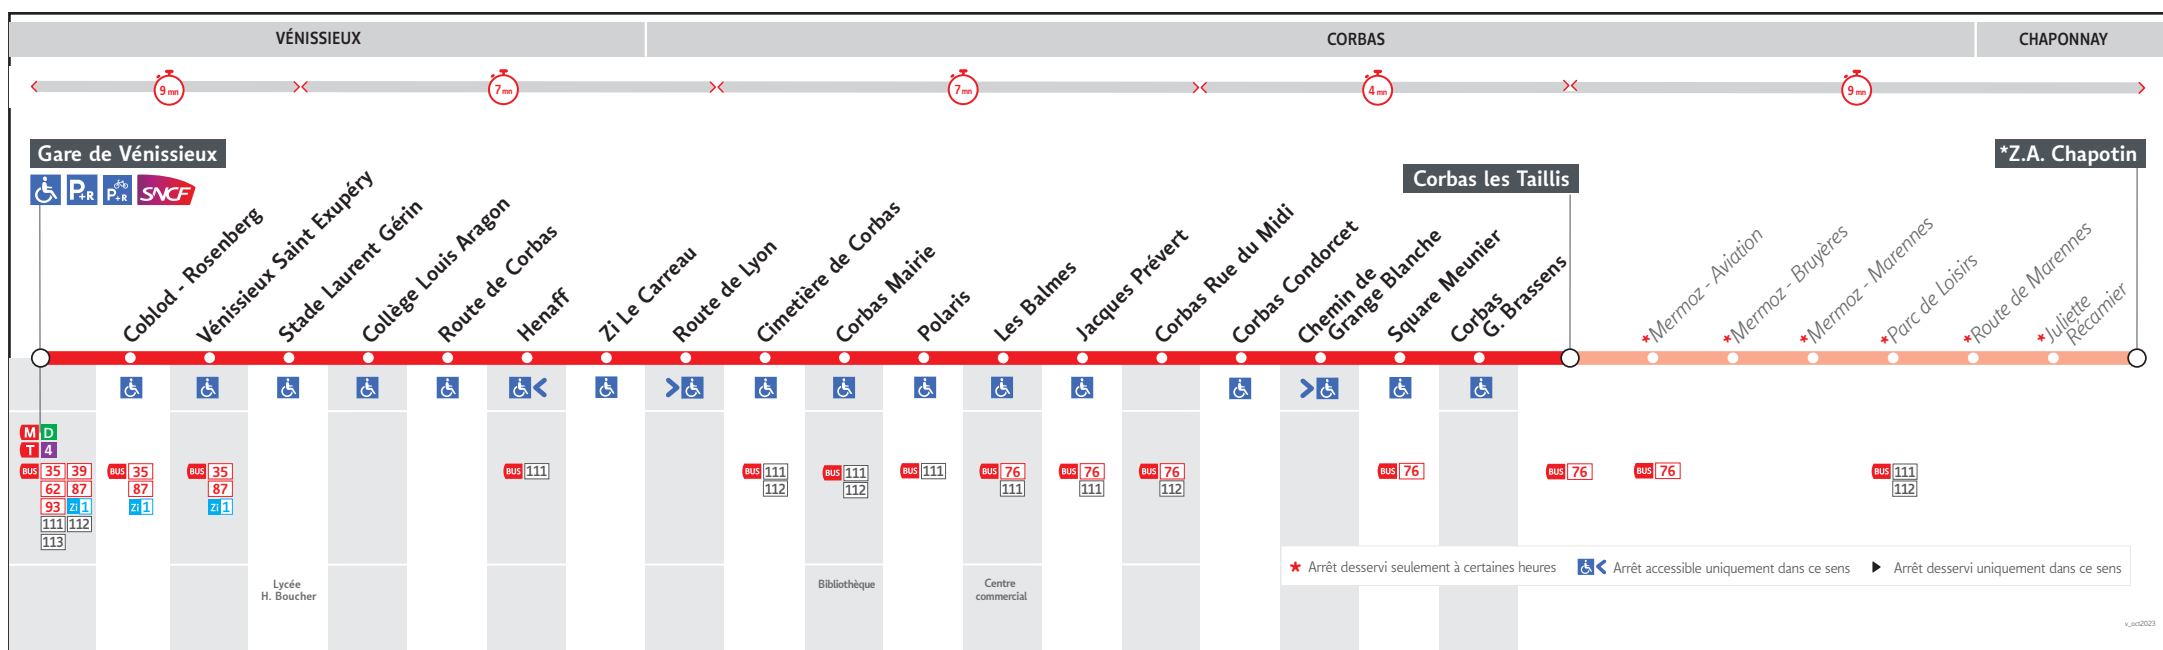 VÉNISSIEUX
CORBAS
CHAPONNAY
9 mn
7 mn
7 mn
4 mn
9 mn
Gare de Vénissieux
P+R
P+R
SNCF
Corbas les Taillis
*Z.A. Chapotin
Coblod - Rosenberg
Vénissieux Saint Exupéry
Stade Laurent Gérin
Collège Louis Aragon
Route de Corbas
Henaff
Zi Le Carreau
Route de Lyon
Cimetière de Corbas
Corbas Mairie
Polaris
Les Balmes
Jacques Prévert
Corbas Rue du Midi
Corbas Condorcet
Chemin de
Grange Blanche
Square Meunier
Corbas
G. Brassens
*Mermoz - Aviation
*Mermoz - Bruyères
*Mermoz - Marennes
*Parc de Loisirs
*Route de Marennes
*Juliette
Récamier
M D
T 4
BUS 35 39
62 87
93 Zi 1
111 112
113
BUS 35
87
Zi 1
BUS 35
87
Zi 1
BUS 111
BUS 111
112
BUS 111
112
BUS 111
BUS 76
111
BUS 76
111
BUS 76
112
BUS 76
BUS 76
BUS 76
BUS 111
112
Lycée
H. Boucher
Bibliothèque
Centre
commercial
* Arrêt desservi seulement à certaines heures
Arrêt accessible uniquement dans ce sens
Arrêt desservi uniquement dans ce sens
v_oct2023